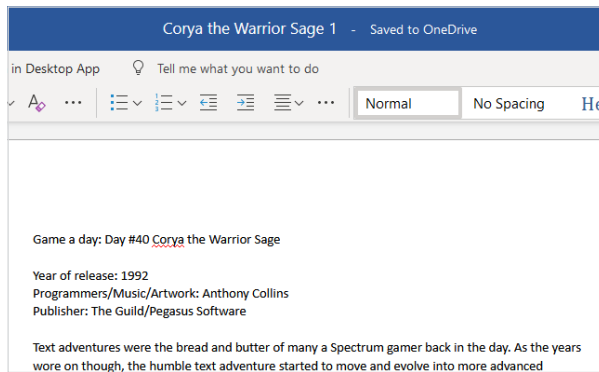 Corya the Warrior Sage 1 - Saved to OneDrive
in Desktop App Tell me what you want to do
Normal No Spacing He
Game a day: Day #40 Corya the Warrior Sage
Year of release: 1992
Programmers/Music/Artwork: Anthony Collins
Publisher: The Guild/Pegasus Software
Text adventures were the bread and butter of many a Spectrum gamer back in the day. As the years
wore on though, the humble text adventure started to move and evolve into more advanced